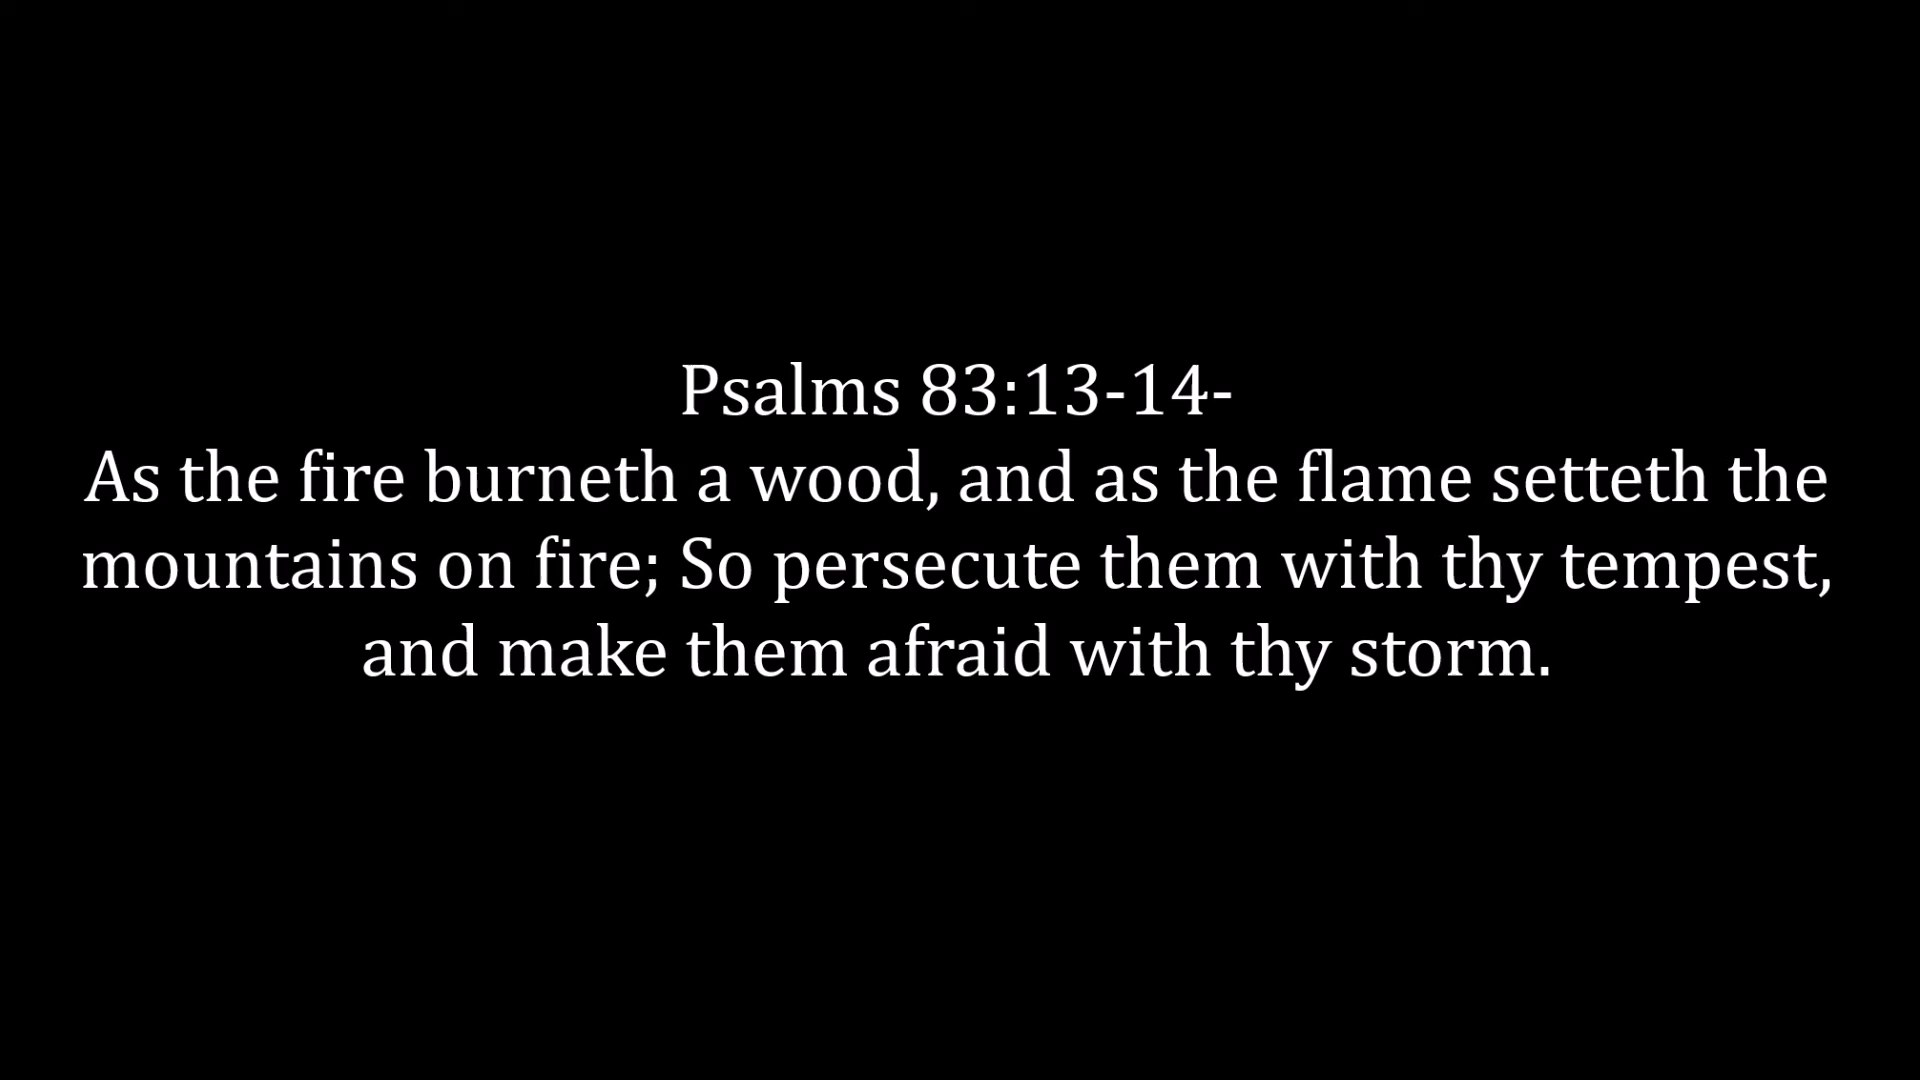 Psalms 83:13-14-
As the fire burneth a wood, and as the flame setteth the
mountains on fire; So persecute them with thy tempest,
and make them afraid with thy storm.